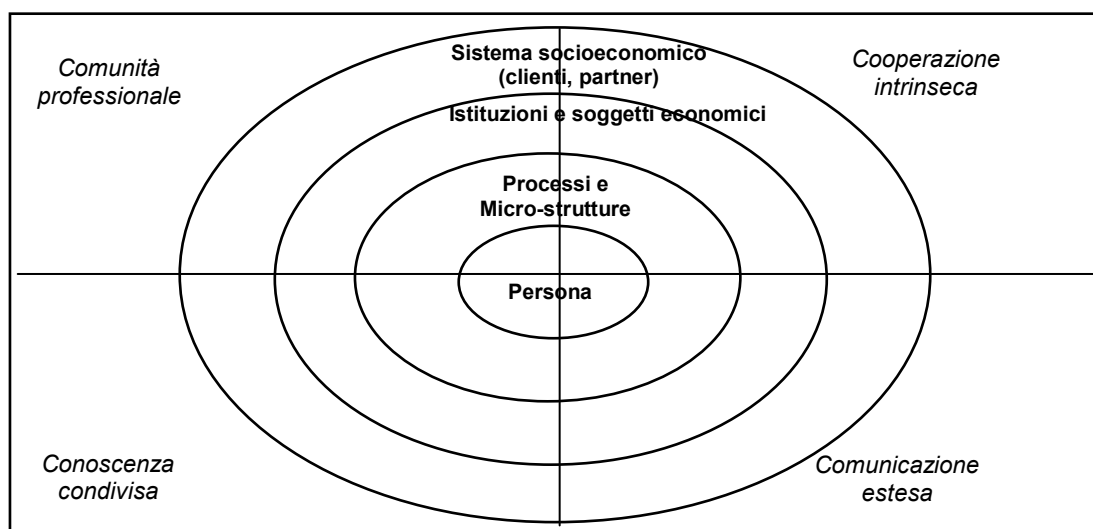 Comunità
professionale
Sistema socioeconomico
(clienti, partner)
Cooperazione
intrinseca
Istituzioni e soggetti economici
Processi e
Micro-strutture
Persona
Conoscenza
condivisa
Comunicazione
estesa